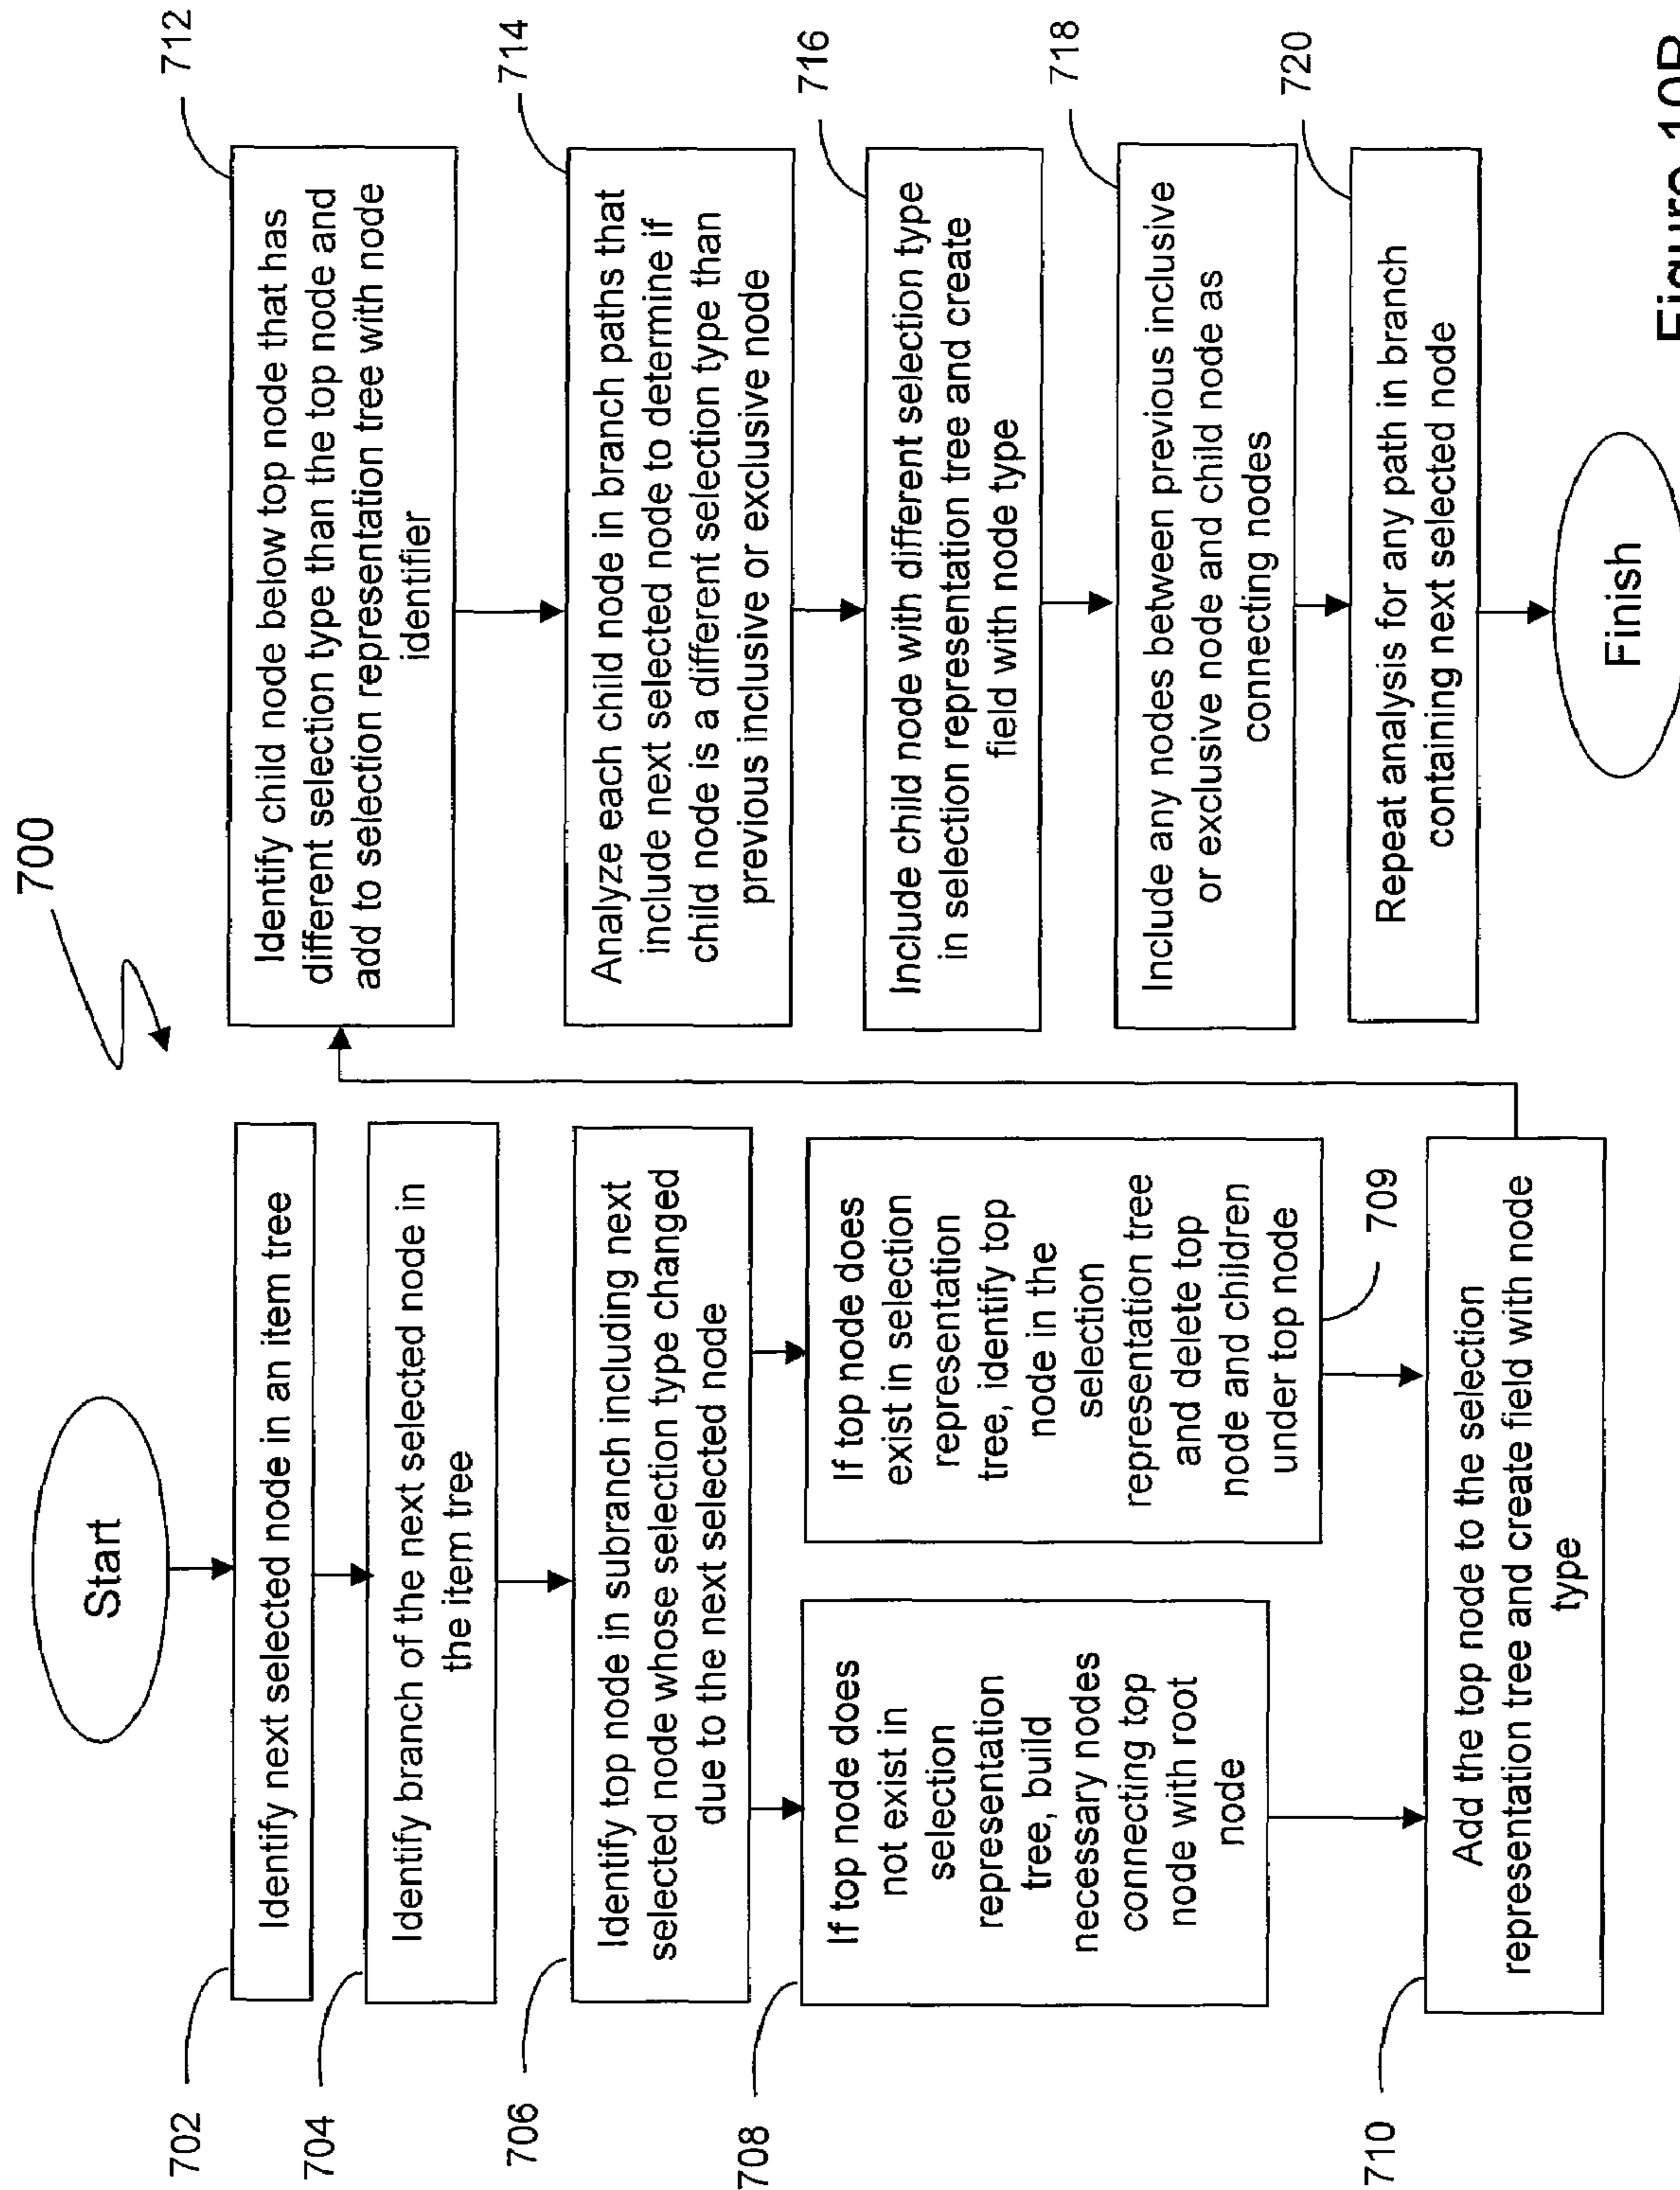 700
Start
702
Identify next selected node in an item tree
704
Identify branch of the next selected node in
the item tree
706
Identify top node in subbranch including next
selected node whose selection type changed
due to the next selected node
708
If top node does
not exist in
selection
representation
tree, build
necessary nodes
connecting top
node with root
node
If top node does
exist in selection
representation
tree, identify top
node in the
selection
representation tree
and delete top
node and children
under top node
709
710
Add the top node to the selection
representation tree and create field with node
type
712
Identify child node below top node that has
different selection type than the top node and
add to selection representation tree with node
identifier
714
Analyze each child node in branch paths that
include next selected node to determine if
child node is a different selection type than
previous inclusive or exclusive node
716
Include child node with different selection type
in selection representation tree and create
field with node type
718
Include any nodes between previous inclusive
or exclusive node and child node as
connecting nodes
720
Repeat analysis for any path in branch
containing next selected node
Finish
Figure 10B